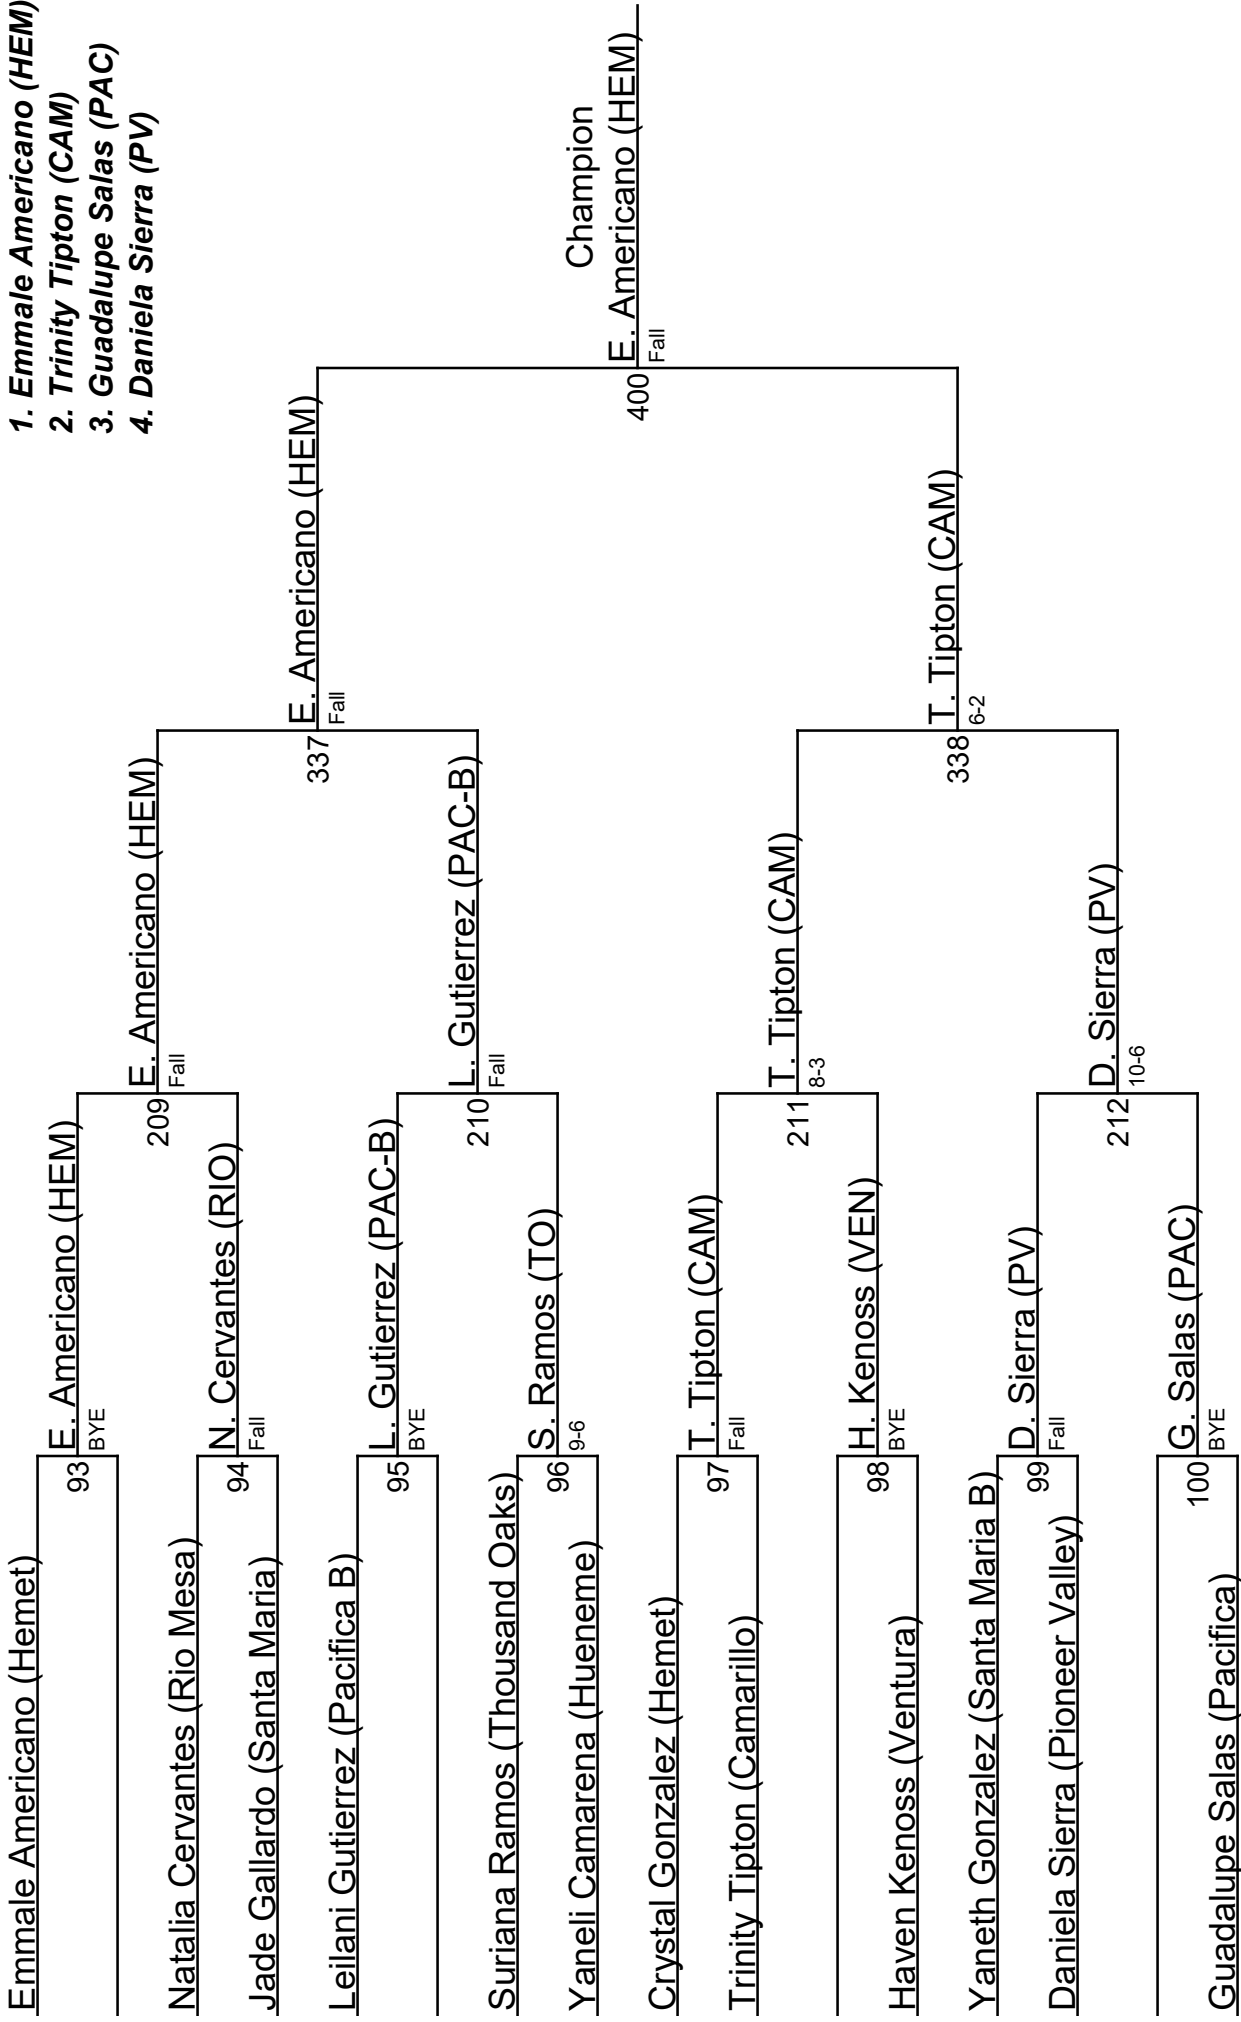 1. Emmale Americano (HEM)
2. Trinity Tipton (CAM)
3. Guadalupe Salas (PAC)
4. Daniela Sierra (PV)
Emmale Americano (Hemet)
93
E. Americano (HEM)
BYE
Natalia Cervantes (Rio Mesa)
94
Jade Gallardo (Santa Maria)
N. Cervantes (RIO)
Fall
209
E. Americano (HEM)
Fall
Leilani Gutierrez (Pacifica B)
95
L. Gutierrez (PAC-B)
BYE
Suriana Ramos (Thousand Oaks)
96
Yaneli Camarena (Hueneme)
S. Ramos (TO)
9-6
210
L. Gutierrez (PAC-B)
Fall
337
E. Americano (HEM)
Fall
Crystal Gonzalez (Hemet)
97
Trinity Tipton (Camarillo)
T. Tipton (CAM)
Fall
98
Haven Kenoss (Ventura)
H. Kenoss (VEN)
BYE
211
T. Tipton (CAM)
8-3
Yaneth Gonzalez (Santa Maria B)
99
Daniela Sierra (Pioneer Valley)
D. Sierra (PV)
Fall
100
Guadalupe Salas (Pacifica)
G. Salas (PAC)
BYE
212
D. Sierra (PV)
10-6
338
T. Tipton (CAM)
6-2
400
Champion
E. Americano (HEM)
Fall